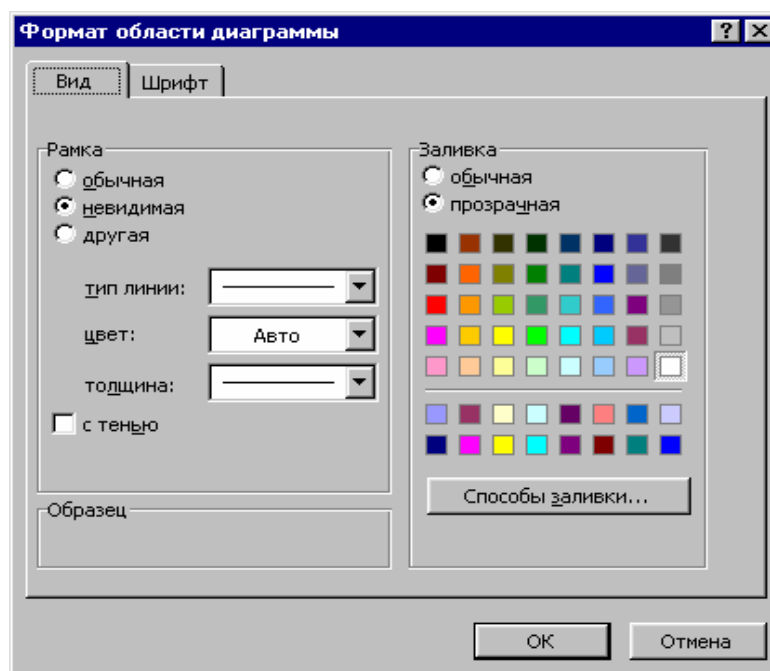 Формат области диаграммы
Вид
Шрифт
Рамка
обычная
невидимая
другая
тип линии:
цвет:
Авто
толщина:
с тенью
Образец
Заливка
обычная
прозрачная
Способы заливки...
ОК
Отмена